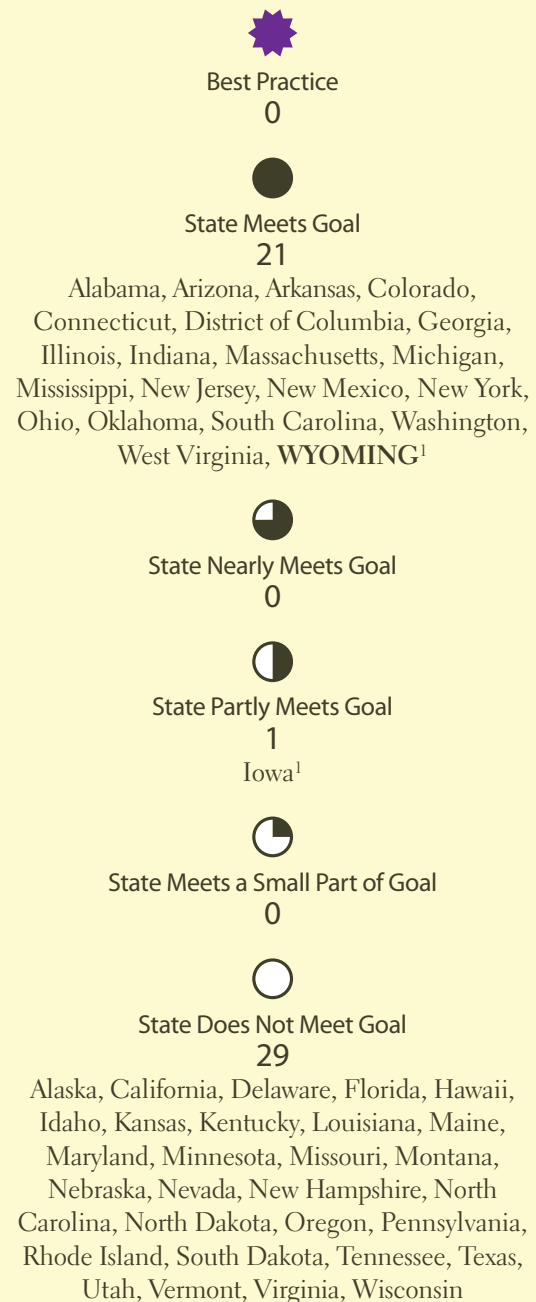 Best Practice
0
State Meets Goal
21
Alabama, Arizona, Arkansas, Colorado,
Connecticut, District of Columbia, Georgia,
Illinois, Indiana, Massachusetts, Michigan,
Mississippi, New Jersey, New Mexico, New York,
Ohio, Oklahoma, South Carolina, Washington,
West Virginia, WYOMING¹
State Nearly Meets Goal
0
State Partly Meets Goal
1
Iowa¹
State Meets a Small Part of Goal
0
State Does Not Meet Goal
29
Alaska, California, Delaware, Florida, Hawaii,
Idaho, Kansas, Kentucky, Louisiana, Maine,
Maryland, Minnesota, Missouri, Montana,
Nebraska, Nevada, New Hampshire, North
Carolina, North Dakota, Oregon, Pennsylvania,
Rhode Island, South Dakota, Tennessee, Texas,
Utah, Vermont, Virginia, Wisconsin